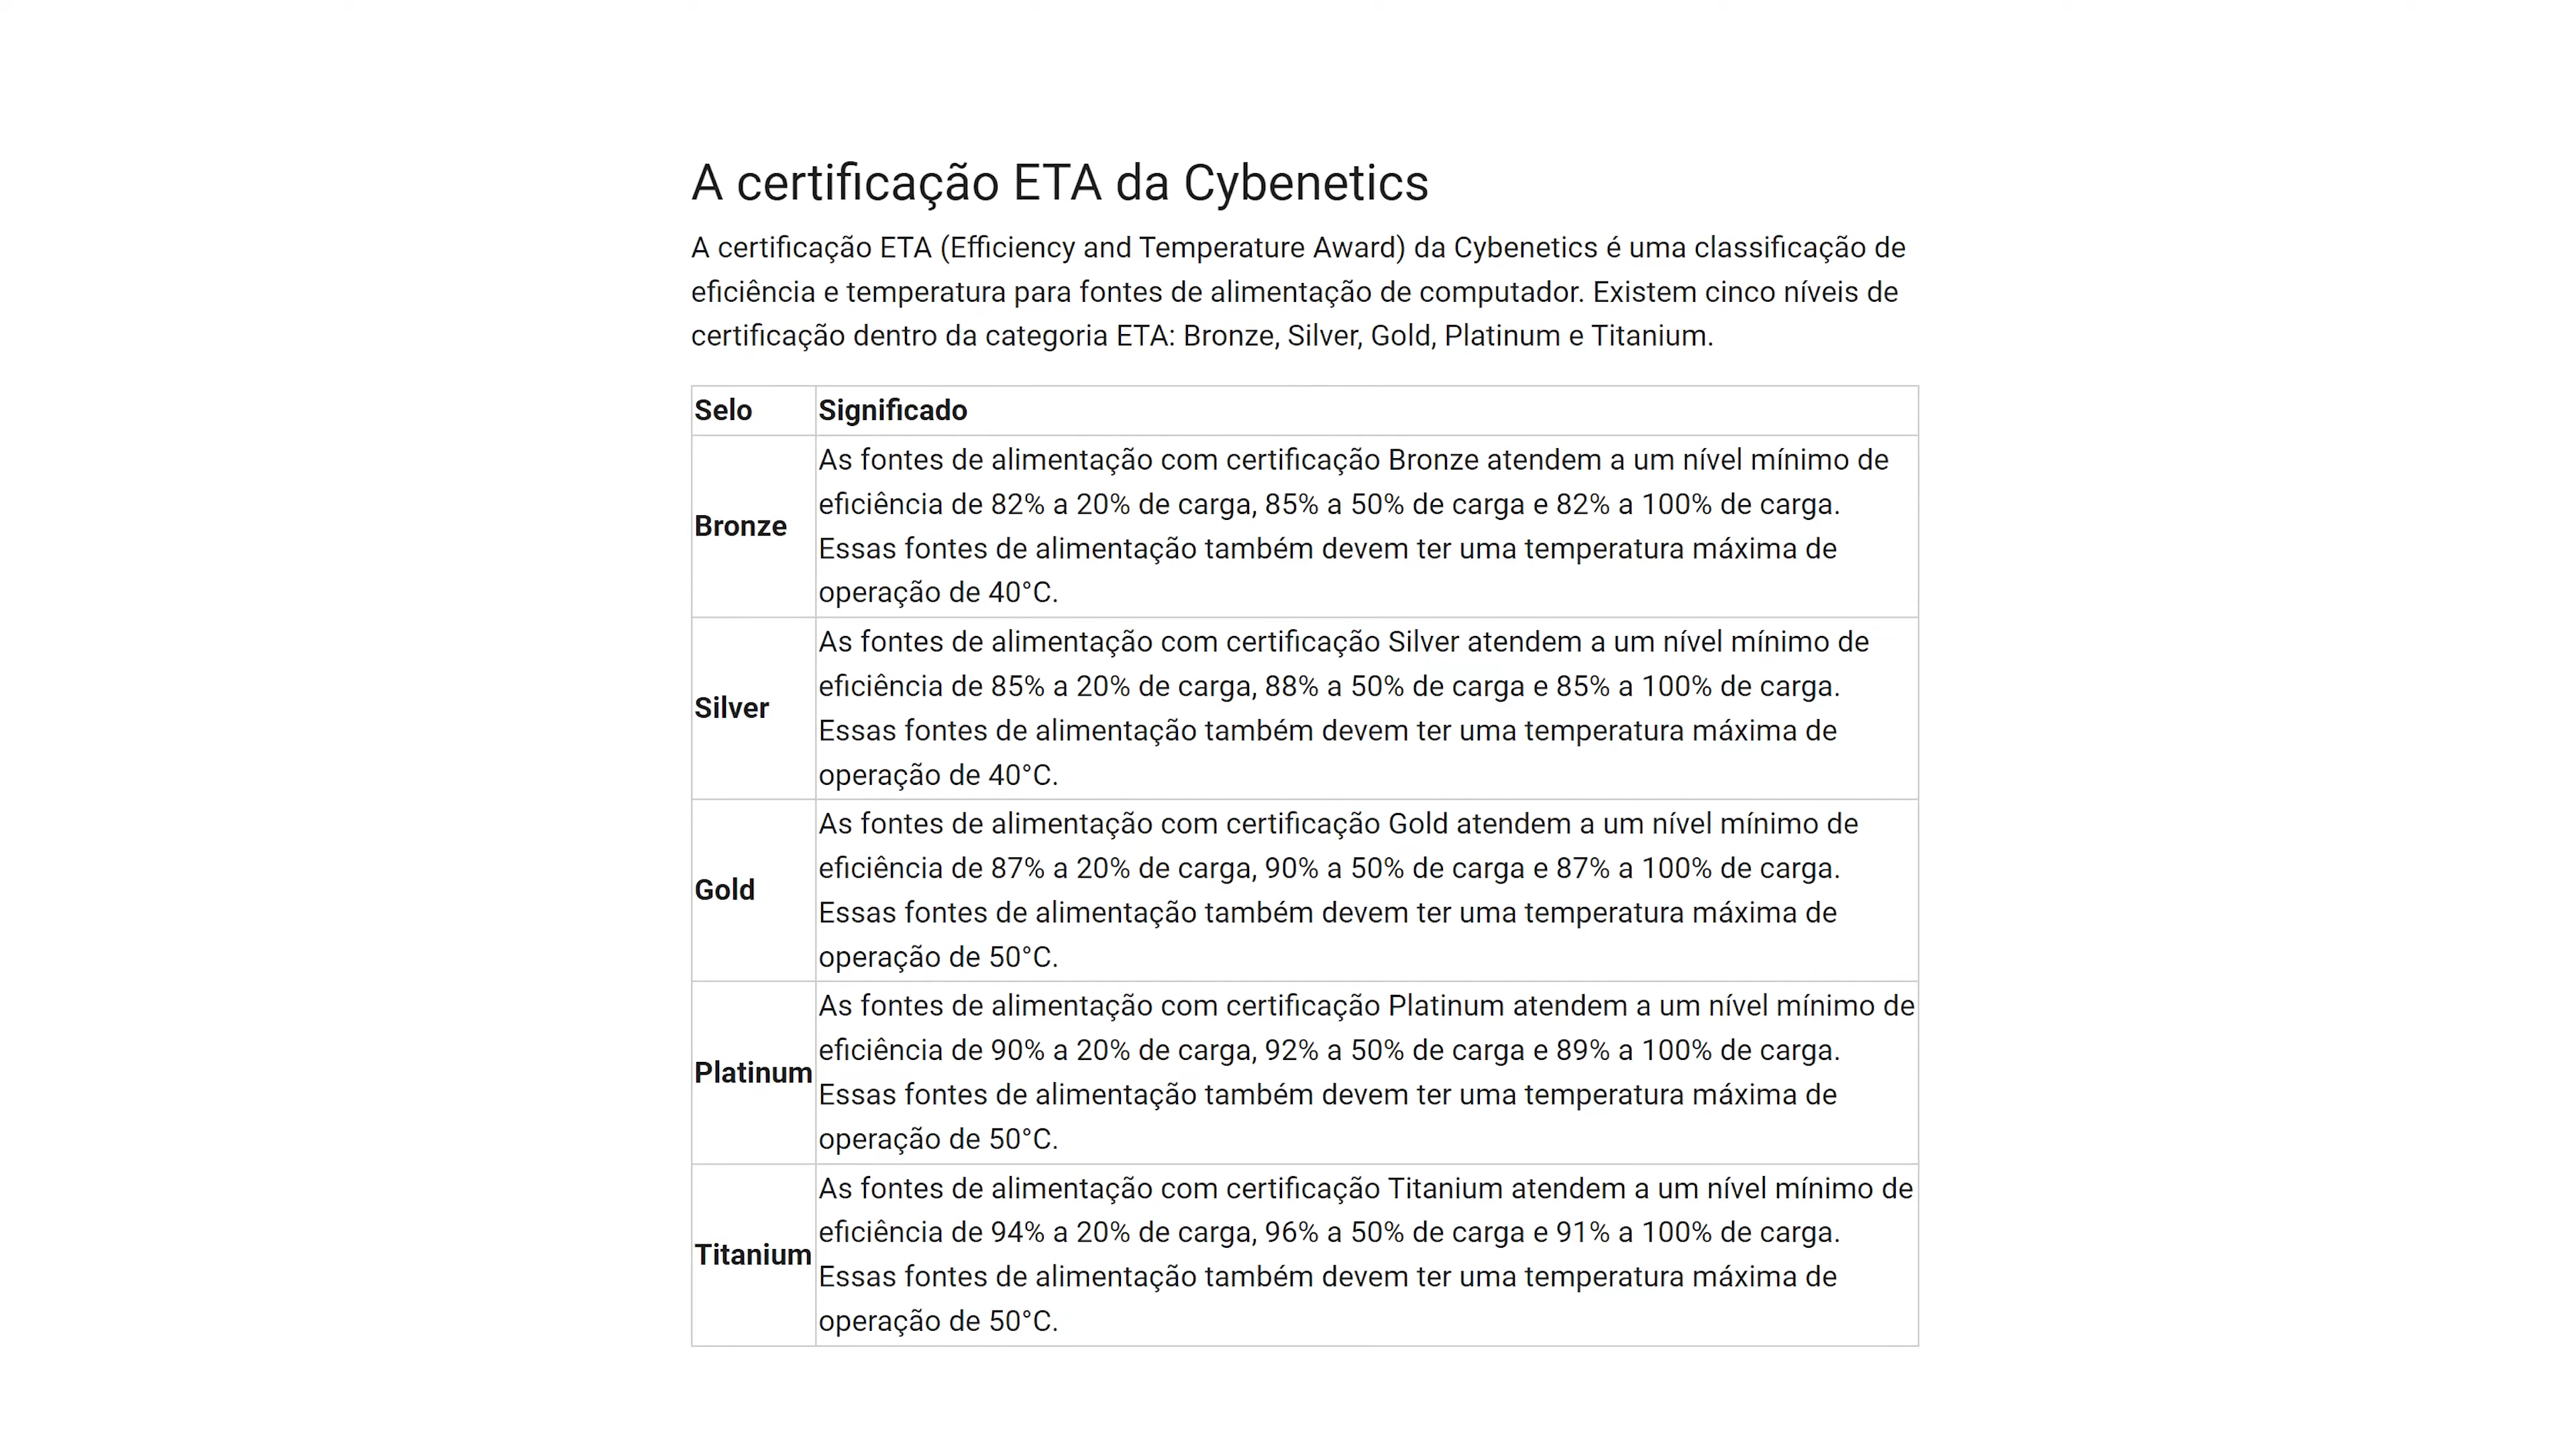 A certificação ETA da Cybenetics
A certificação ETA (Efficiency and Temperature Award) da Cybenetics é uma classificação de
eficiência e temperatura para fontes de alimentação de computador. Existem cinco níveis de
certificação dentro da categoria ETA: Bronze, Silver, Gold, Platinum e Titanium.
Selo Significado
Bronze
As fontes de alimentação com certificação Bronze atendem a um nível mínimo de
eficiência de 82% a 20% de carga, 85% a 50% de carga e 82% a 100% de carga.
Essas fontes de alimentação também devem ter uma temperatura máxima de
operação de 40°C.
Silver
As fontes de alimentação com certificação Silver atendem a um nível mínimo de
eficiência de 85% a 20% de carga, 88% a 50% de carga e 85% a 100% de carga.
Essas fontes de alimentação também devem ter uma temperatura máxima de
operação de 40°C.
Gold
As fontes de alimentação com certificação Gold atendem a um nível mínimo de
eficiência de 87% a 20% de carga, 90% a 50% de carga e 87% a 100% de carga.
Essas fontes de alimentação também devem ter uma temperatura máxima de
operação de 50°C.
Platinum
As fontes de alimentação com certificação Platinum atendem a um nível mínimo de
eficiência de 90% a 20% de carga, 92% a 50% de carga e 89% a 100% de carga.
Essas fontes de alimentação também devem ter uma temperatura máxima de
operação de 50°C.
Titanium
As fontes de alimentação com certificação Titanium atendem a um nível mínimo de
eficiência de 94% a 20% de carga, 96% a 50% de carga e 91% a 100% de carga.
Essas fontes de alimentação também devem ter uma temperatura máxima de
operação de 50°C.